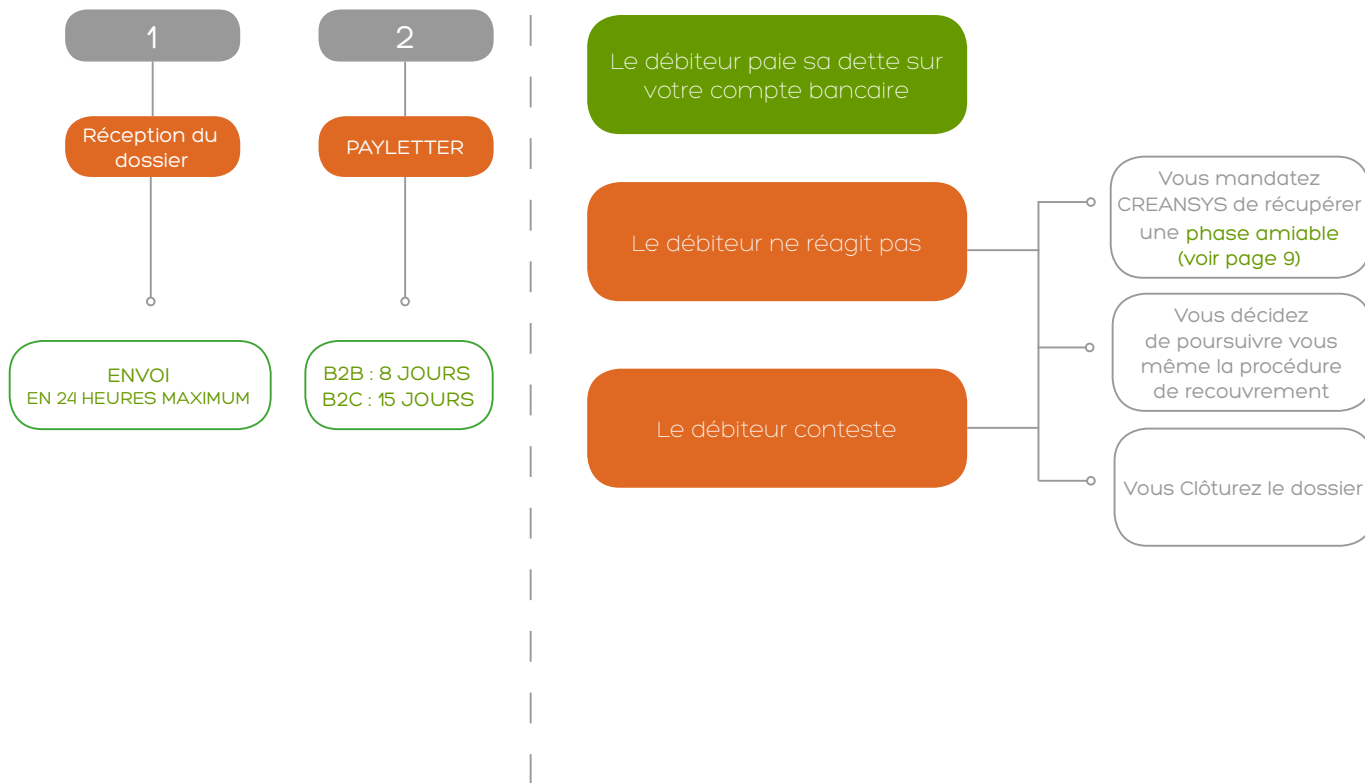 1
Réception du
dossier
ENVOI
EN 24 HEURES MAXIMUM
2
PAYLETTER
B2B : 8 JOURS
B2C : 15 JOURS
Le débiteur paie sa dette sur
votre compte bancaire
Le débiteur ne réagit pas
Le débiteur conteste
Vous mandatez
CREANSYS de récupérer
une phase amiable
(voir page 9)
Vous décidez
de poursuivre vous
même la procédure
de recouvrement
Vous Clôturez le dossier